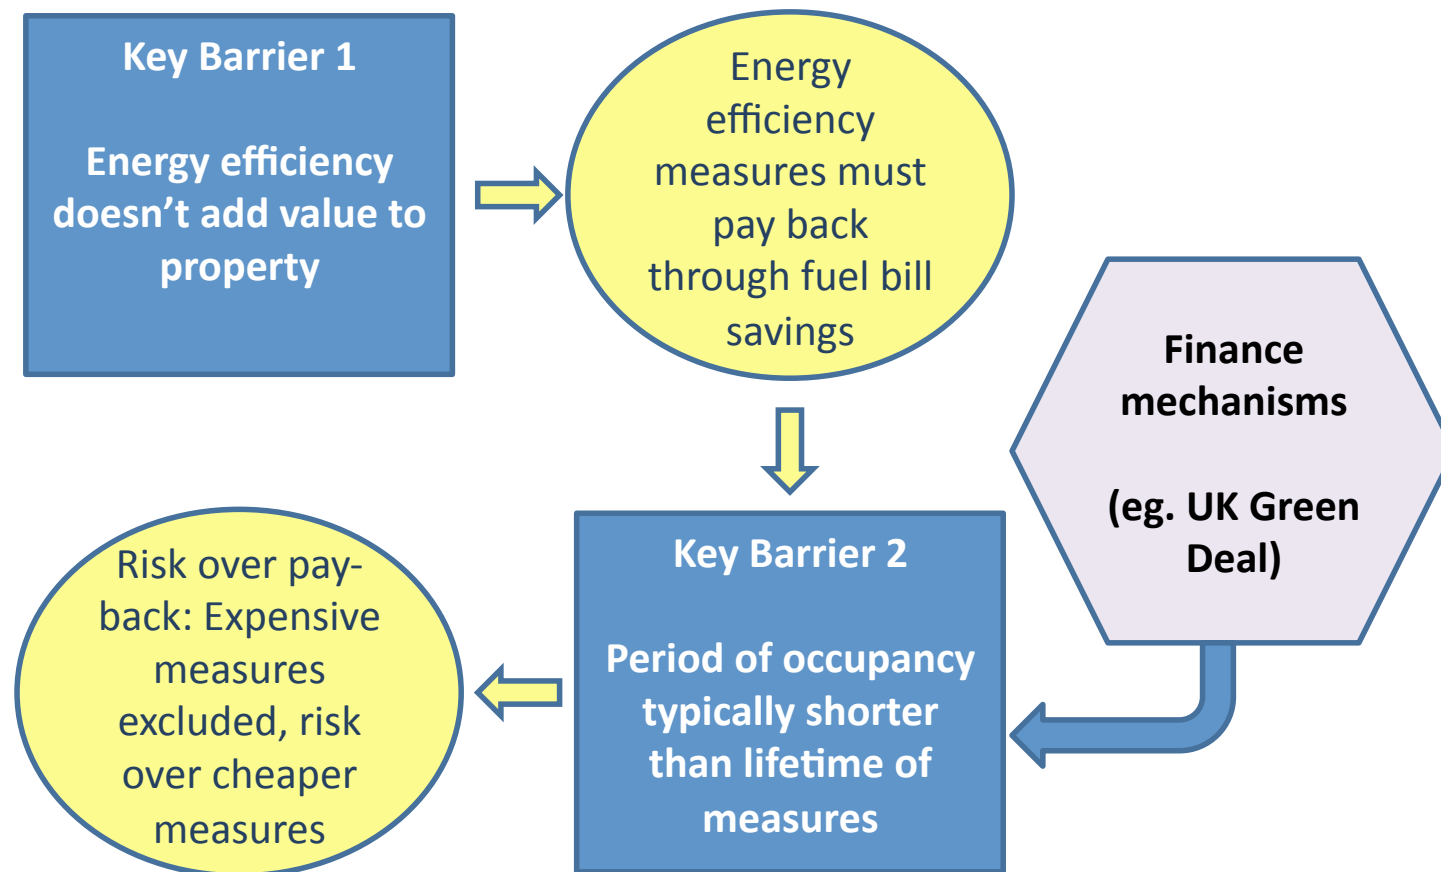 Key Barrier 1
Energy efficiency
doesn’t add value to
property
Energy
efficiency
measures must
pay back
through fuel bill
savings
Finance
mechanisms
(eg. UK Green
Deal)
Key Barrier 2
Period of occupancy
typically shorter
than lifetime of
measures
Risk over pay-
back: Expensive
measures
excluded, risk
over cheaper
measures